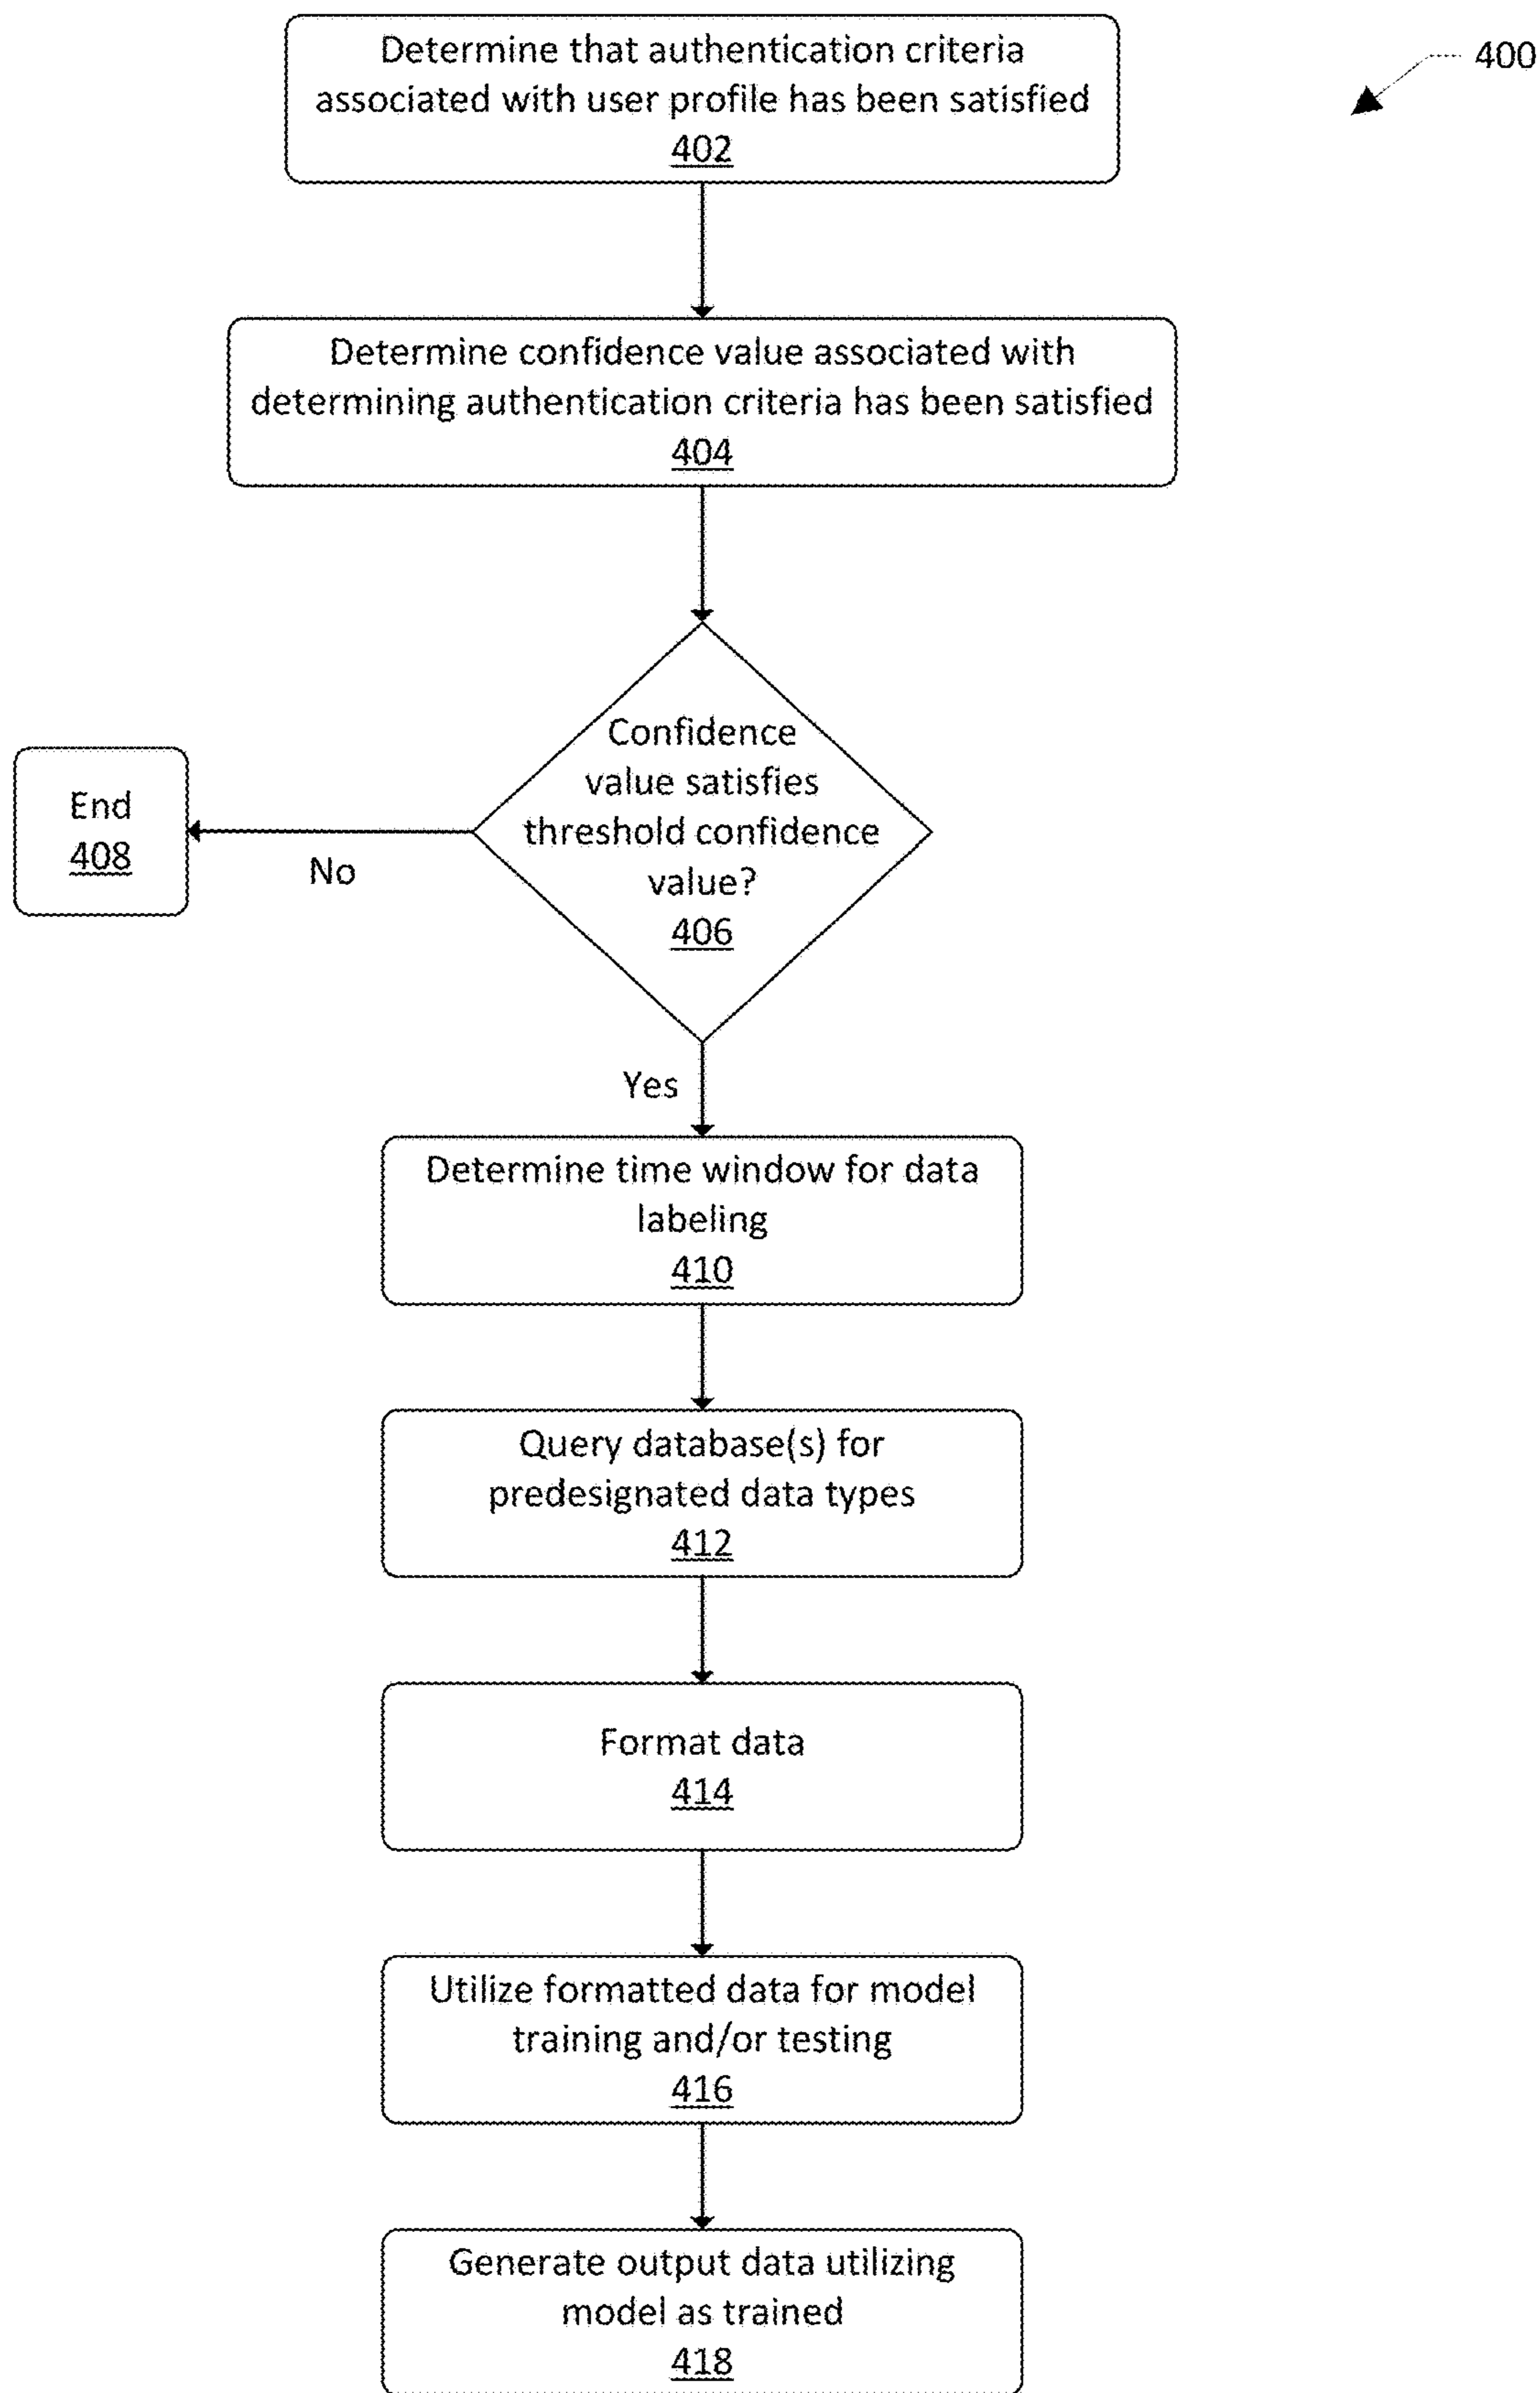 Determine that authentication criteria
associated with user profile has been satisfied
402
400
Determine confidence value associated with
determining authentication criteria has been satisfied
404
Confidence
value satisfies
threshold confidence
value?
406
End
408
No
Yes
Determine time window for data
labeling
410
Query database(s) for
predesignated data types
412
Format data
414
Utilize formatted data for model
training and/or testing
416
Generate output data utilizing
model as trained
418